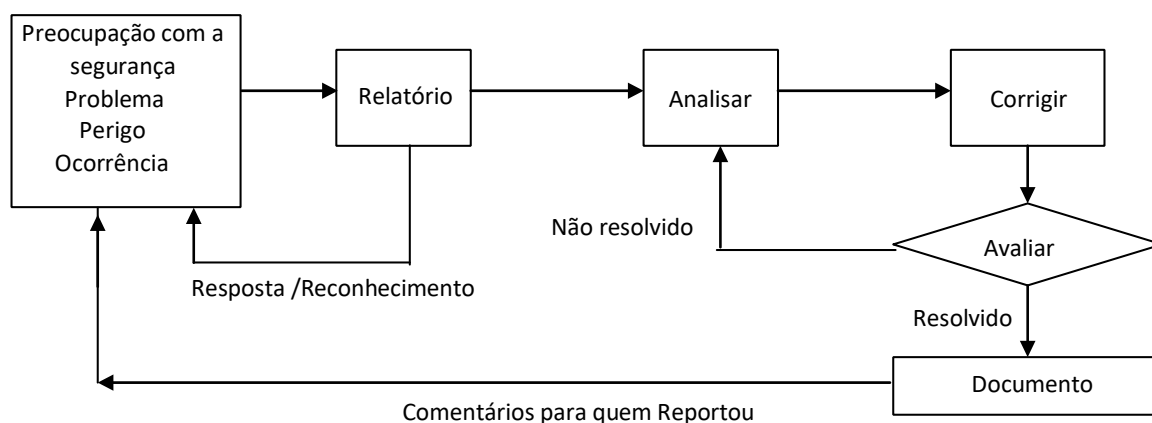 Preocupação com a
segurança
Problema
Perigo
Ocorrência
Relatório
Analisar
Corrigir
Não resolvido
Avaliar
Resposta /Reconhecimento
Resolvido
Documento
Comentários para quem Reportou